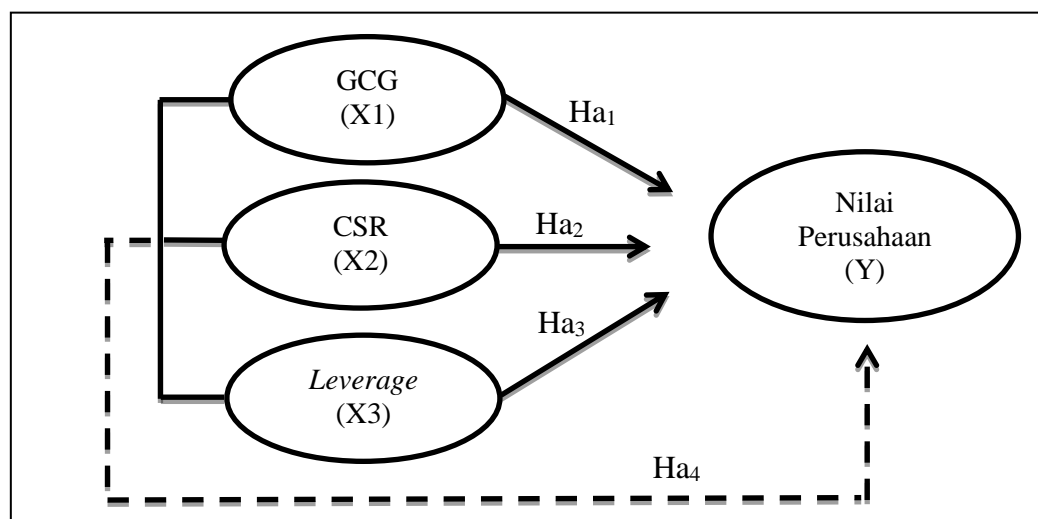 GCG
(X1)
Ha₁
CSR
(X2)
Ha₂
Leverage
(X3)
Ha₃
Nilai
Perusahaan
(Y)
Ha₄